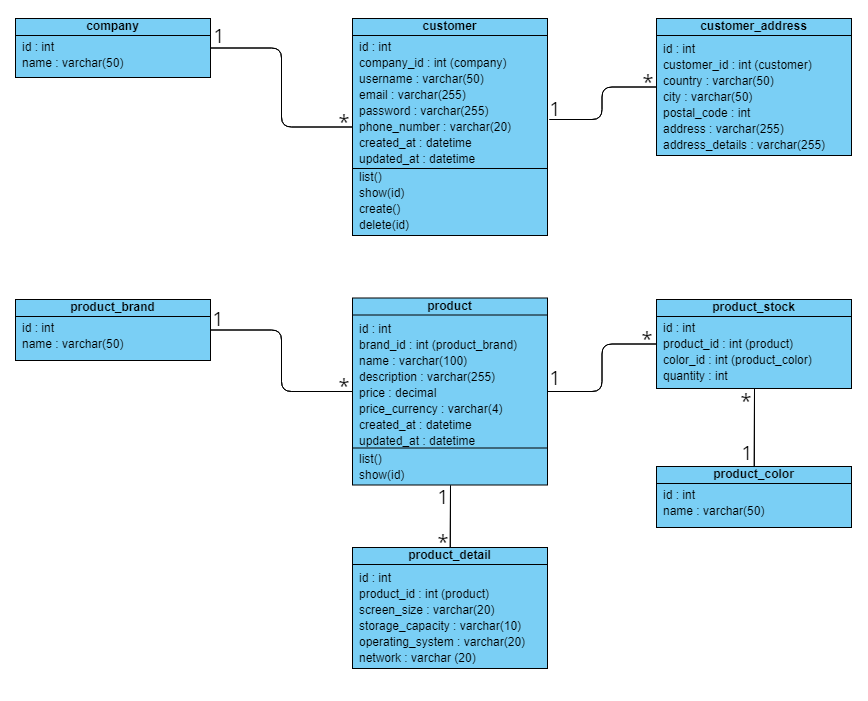 company
id : int
name : varchar(50)
1
*
customer
id : int
company_id : int (company)
username : varchar(50)
email : varchar(255)
password : varchar(255)
phone_number : varchar(20)
created_at : datetime
updated_at : datetime
list()
show(id)
create()
delete(id)
1
*
customer_address
id : int
customer_id : int (customer)
country : varchar(50)
city : varchar(50)
postal_code : int
address : varchar(255)
address_details : varchar(255)
product_brand
id : int
name : varchar(50)
1
*
product
id : int
brand_id : int (product_brand)
name : varchar(100)
description : varchar(255)
price : decimal
price_currency : varchar(4)
created_at : datetime
updated_at : datetime
list()
show(id)
1
*
product_stock
id : int
product_id : int (product)
color_id : int (product_color)
quantity : int
*
1
product_color
id : int
name : varchar(50)
1
*
product_detail
id : int
product_id : int (product)
screen_size : varchar(20)
storage_capacity : varchar(10)
operating_system : varchar(20)
network : varchar (20)